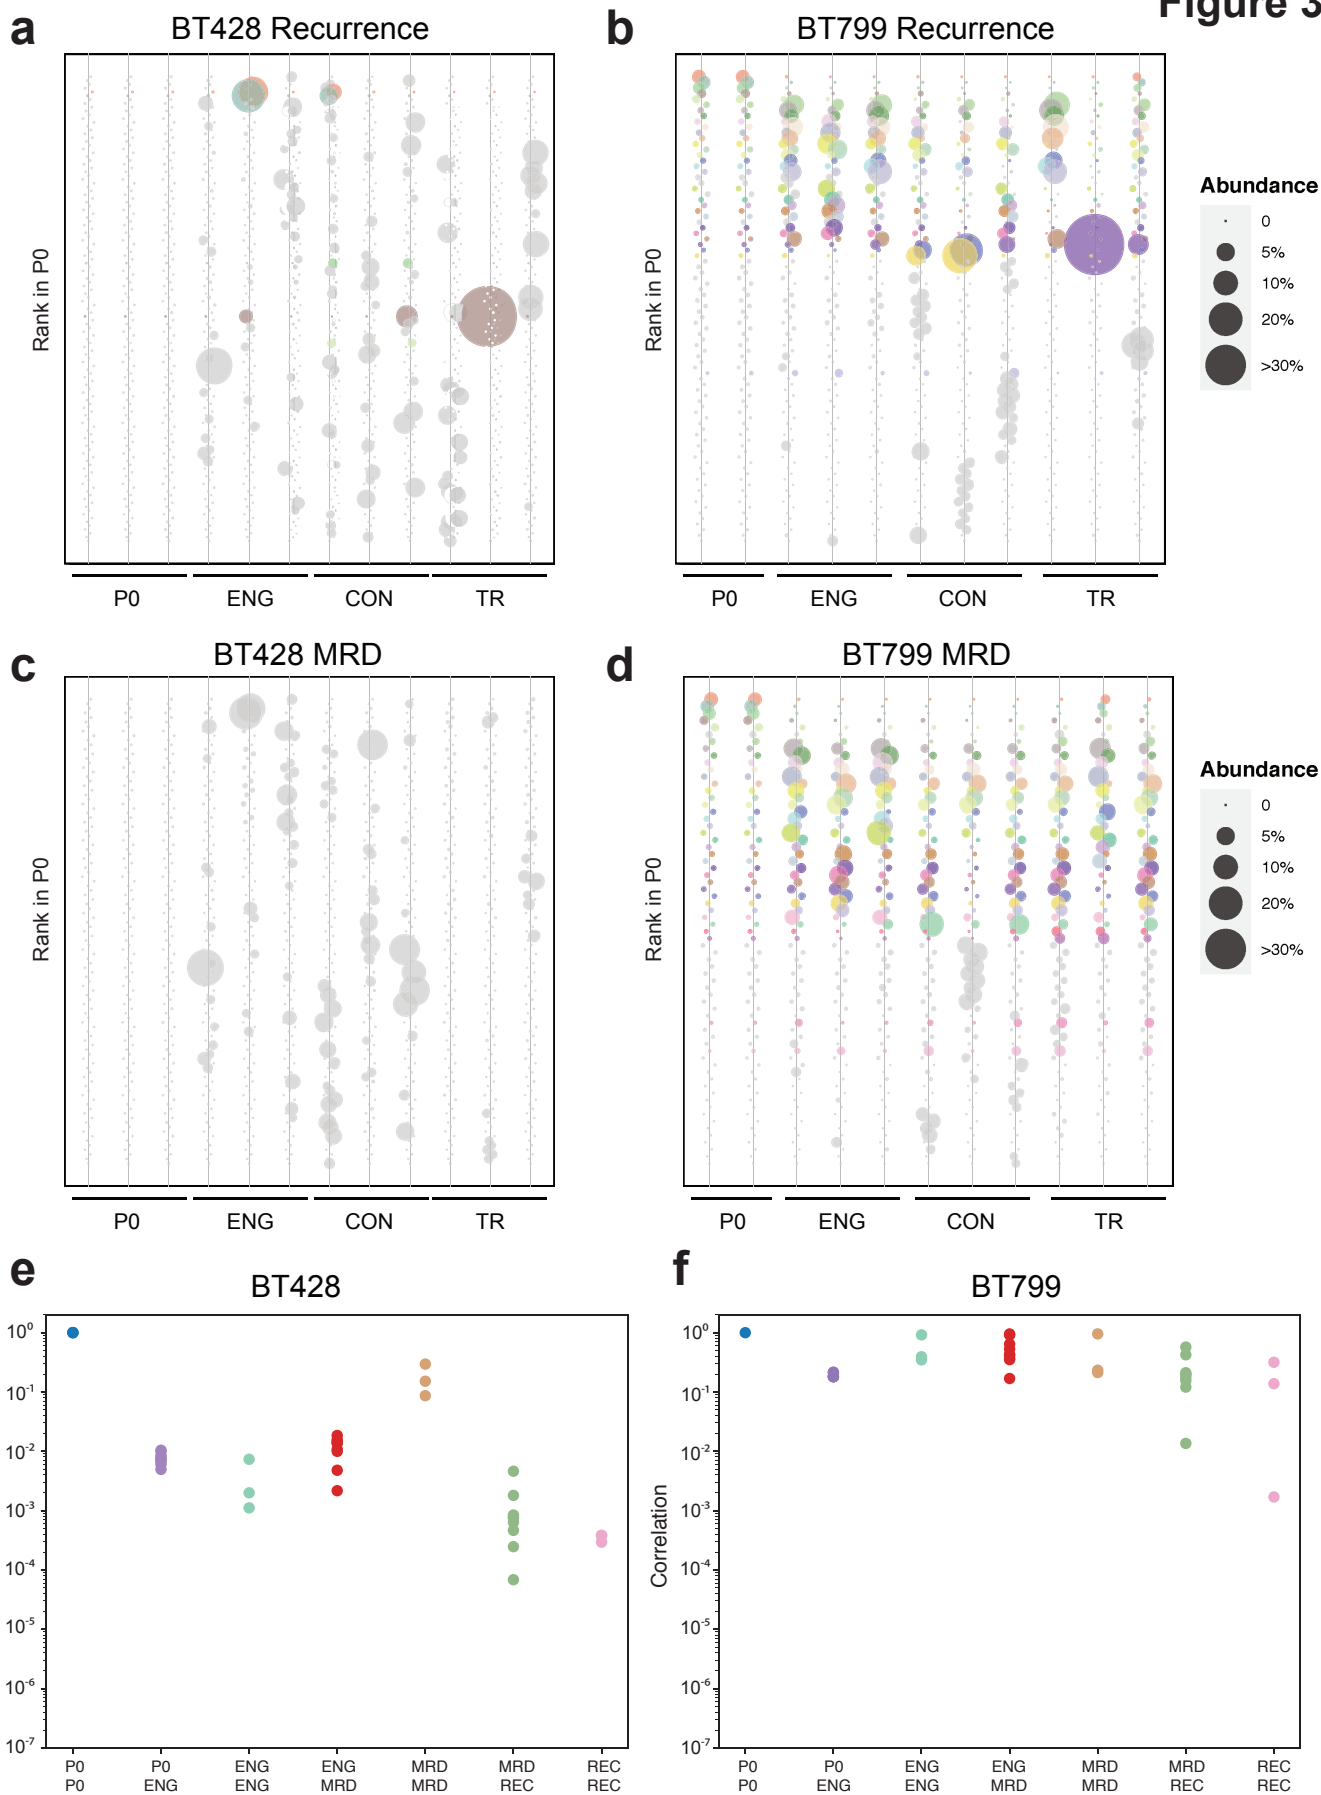 Figure 3
a
BT428 Recurrence
b
BT799 Recurrence
Rank in P0
P0 ENG CON TR
Rank in P0
P0 ENG CON TR
Abundance
0
5%
10%
20%
>30%
c
BT428 MRD
d
BT799 MRD
Rank in P0
P0 ENG CON TR
Rank in P0
P0 ENG CON TR
Abundance
0
5%
10%
20%
>30%
e
BT428
10⁰
10⁻¹
10⁻²
10⁻³
10⁻⁴
10⁻⁵
10⁻⁶
10⁻⁷
P0 P0 ENG ENG MRD MRD REC
P0 ENG ENG MRD MRD REC REC
f
BT799
Correlation
10⁰
10⁻¹
10⁻²
10⁻³
10⁻⁴
10⁻⁵
10⁻⁶
10⁻⁷
P0 P0 ENG ENG MRD MRD REC
P0 ENG ENG MRD MRD REC REC